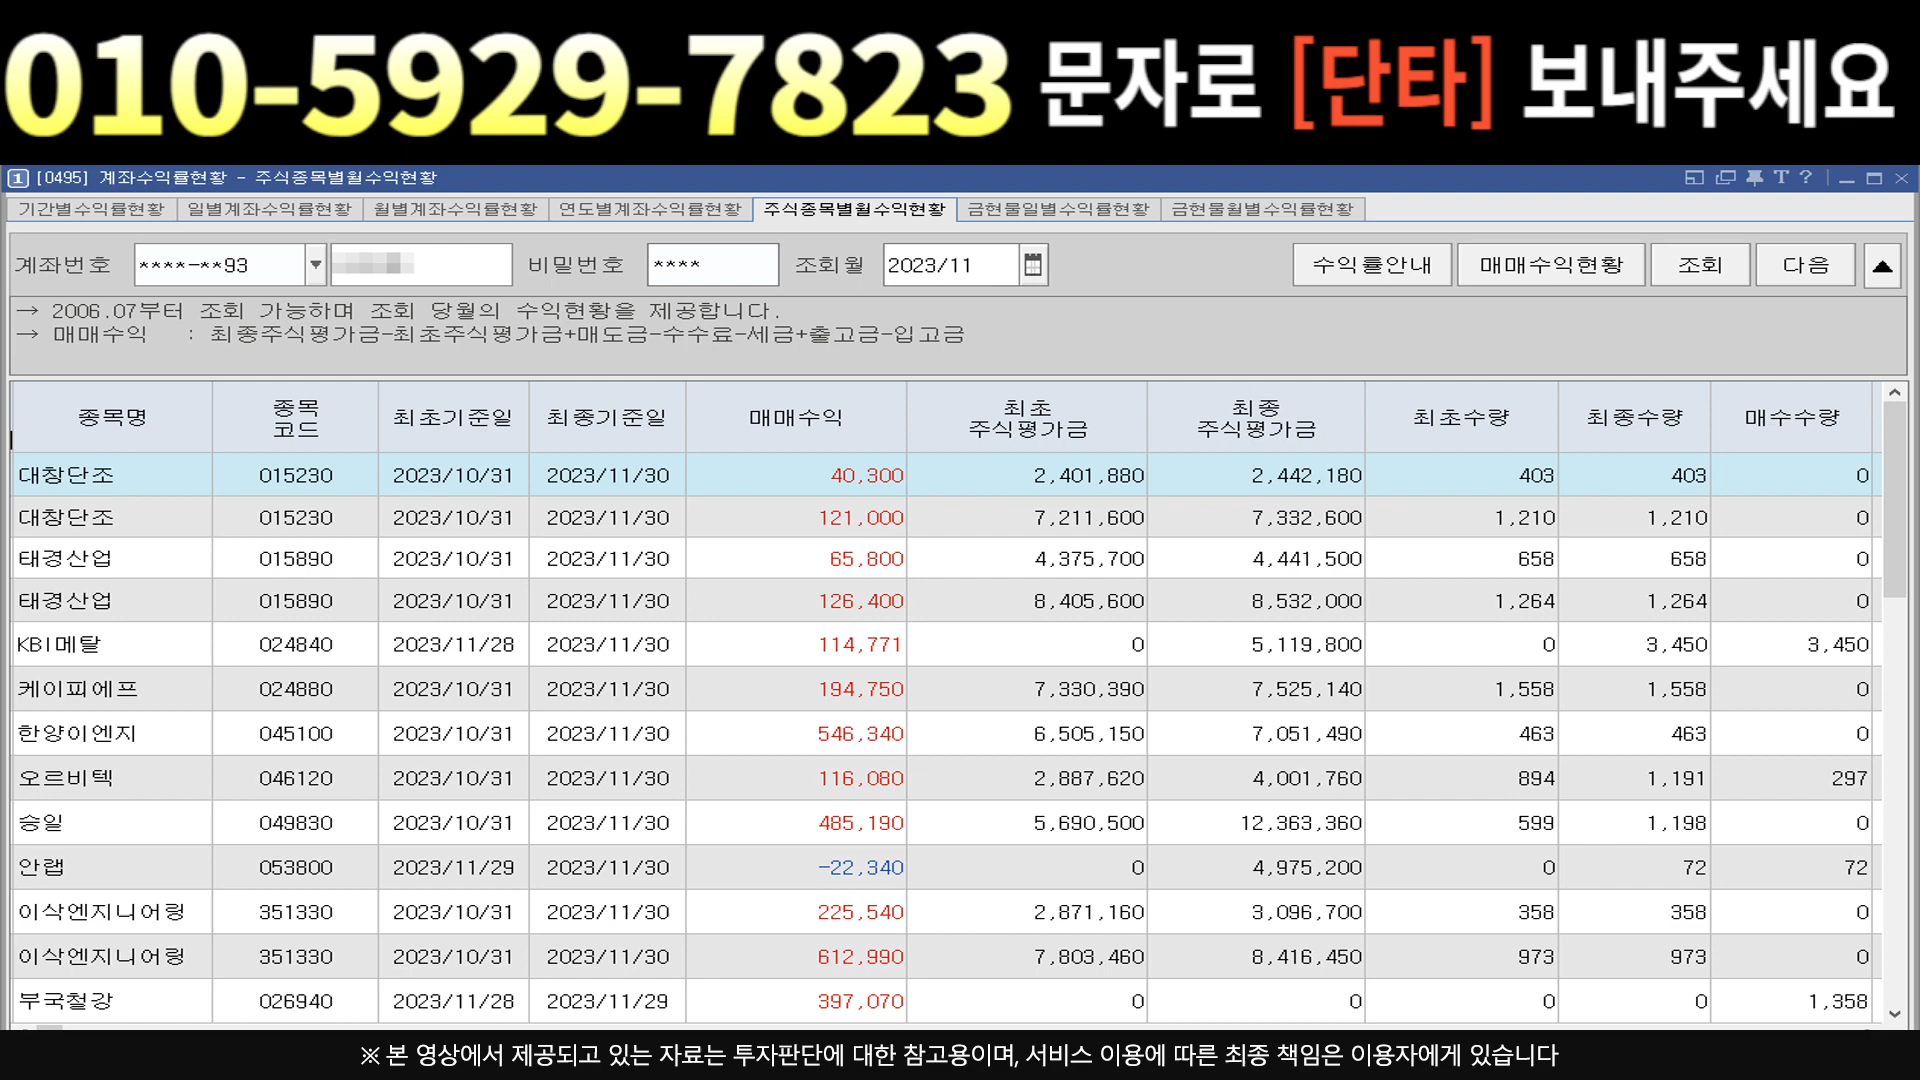 010-5929-7823 문자로 [단타] 보내주세요
1 [0495] 계좌수익률현황 - 주식종목별월수익현황
기간별수익률현황 일별계좌수익률현황 월별계좌수익률현황 연도별계좌수익률현황 주식종목별월수익현황 금현물일별수익률현황 금현물월별수익률현황
계좌번호 ****-**93 비밀번호 **** 조회월 2023/11 수익률안내 매매수익현황 조회 다음
→ 2006.07부터 조회 가능하며 조회 당월의 수익현황을 제공합니다.
→ 매매수익 : 최종주식평가금-최초주식평가금+매도금-수수료-세금+출고금-입고금
종목명 종목코드 최초기준일 최종기준일 매매수익 최초주식평가금 최종주식평가금 최초수량 최종수량 매수수량
대창단조 015230 2023/10/31 2023/11/30 40,300 2,401,880 2,442,180 403 403 0
대창단조 015230 2023/10/31 2023/11/30 121,000 7,211,600 7,332,600 1,210 1,210 0
태경산업 015890 2023/10/31 2023/11/30 65,800 4,375,700 4,441,500 658 658 0
태경산업 015890 2023/10/31 2023/11/30 126,400 8,405,600 8,532,000 1,264 1,264 0
KBI메탈 024840 2023/11/28 2023/11/30 114,771 0 5,119,800 0 3,450 3,450
케이피에프 024880 2023/10/31 2023/11/30 194,750 7,330,390 7,525,140 1,558 1,558 0
한양이엔지 045100 2023/10/31 2023/11/30 546,340 6,505,150 7,051,490 463 463 0
오르비텍 046120 2023/10/31 2023/11/30 116,080 2,887,620 4,001,760 894 1,191 297
승일 049830 2023/10/31 2023/11/30 485,190 5,690,500 12,363,360 599 1,198 0
안랩 053800 2023/11/29 2023/11/30 -22,340 0 4,975,200 0 72 72
이삭엔지니어링 351330 2023/10/31 2023/11/30 225,540 2,871,160 3,096,700 358 358 0
이삭엔지니어링 351330 2023/10/31 2023/11/30 612,990 7,803,460 8,416,450 973 973 0
부국철강 026940 2023/11/28 2023/11/29 397,070 0 0 0 0 1,358
※ 본 영상에서 제공되고 있는 자료는 투자판단에 대한 참고용이며, 서비스 이용에 따른 최종 책임은 이용자에게 있습니다